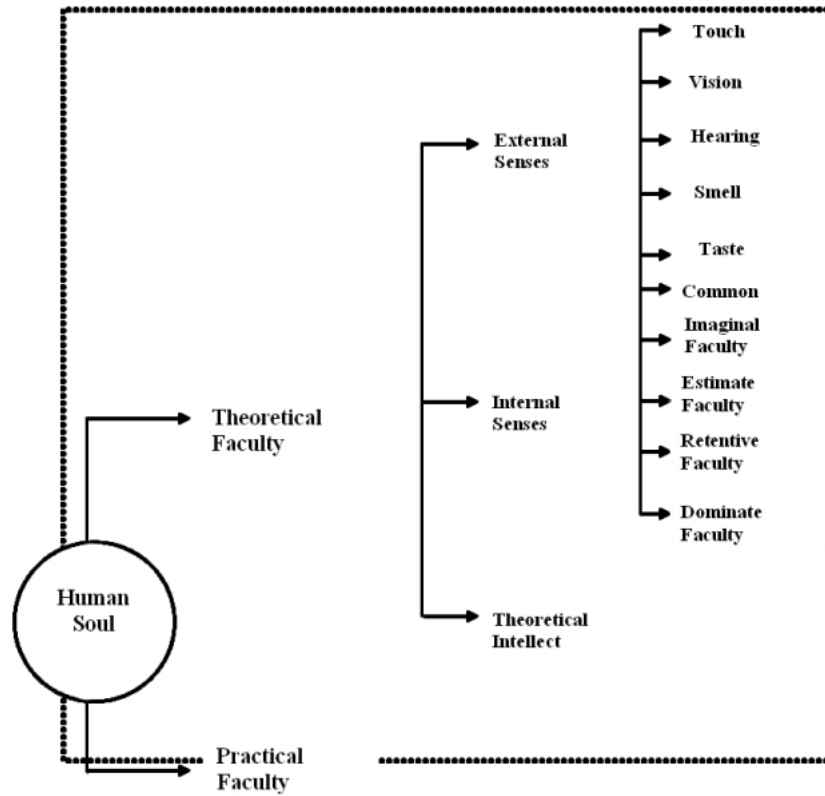 Touch
Vision
Hearing
Smell
Taste
Common
Imaginal
Faculty
Estimate
Faculty
Retentive
Faculty
Dominate
Faculty
External
Senses
Internal
Senses
Theoretical
Intellect
Theoretical
Faculty
Human
Soul
Practical
Faculty